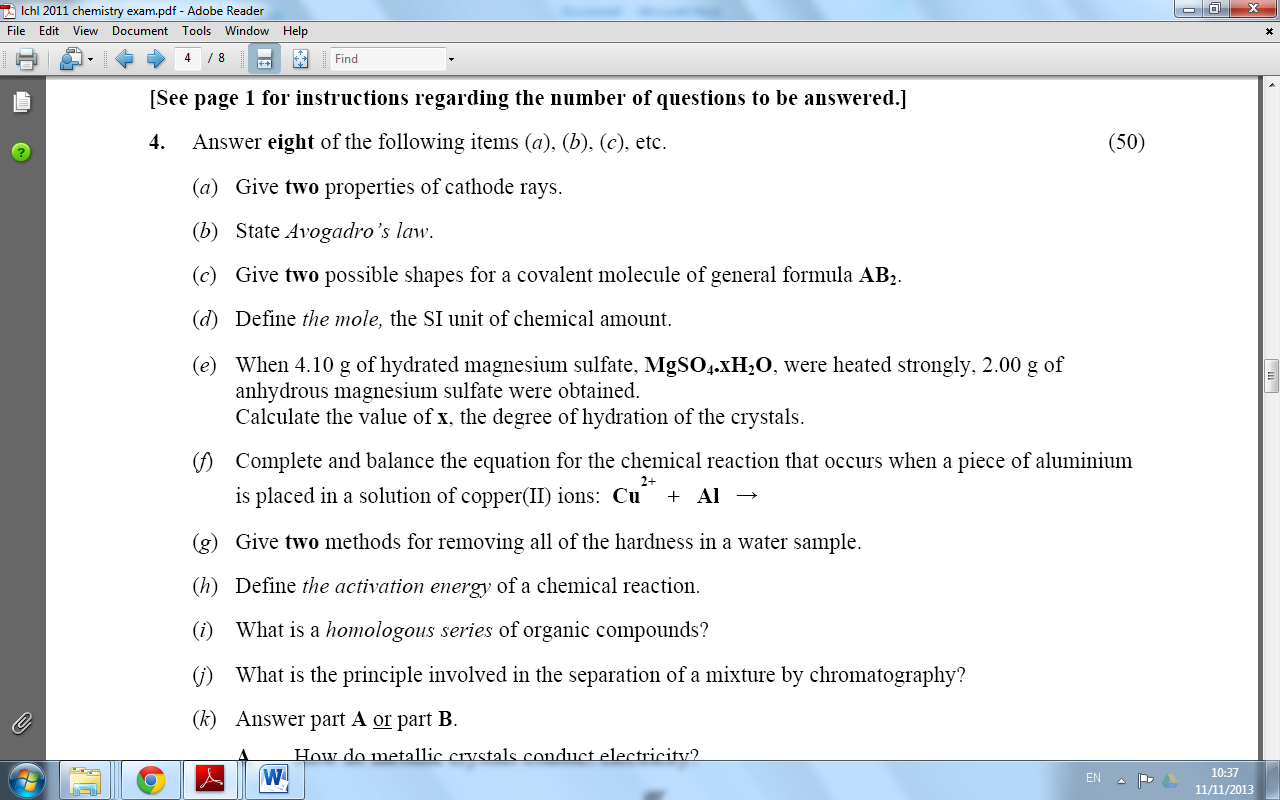 lchl 2011 chemistry exam.pdf - Adobe Reader
File Edit View Document Tools Window Help
4 / 8 Find
[See page 1 for instructions regarding the number of questions to be answered.]
4. Answer eight of the following items (a), (b), (c), etc. (50)
(a) Give two properties of cathode rays.
(b) State Avogadro's law.
(c) Give two possible shapes for a covalent molecule of general formula AB₂.
(d) Define the mole, the SI unit of chemical amount.
(e) When 4.10 g of hydrated magnesium sulfate, MgSO₄.xH₂O, were heated strongly, 2.00 g of
anhydrous magnesium sulfate were obtained.
Calculate the value of x, the degree of hydration of the crystals.
(f) Complete and balance the equation for the chemical reaction that occurs when a piece of aluminium
is placed in a solution of copper(II) ions: Cu²⁺ + Al →
(g) Give two methods for removing all of the hardness in a water sample.
(h) Define the activation energy of a chemical reaction.
(i) What is a homologous series of organic compounds?
(j) What is the principle involved in the separation of a mixture by chromatography?
(k) Answer part A or part B.
A How do metallic crystals conduct electricity?
EN 10:37
11/11/2013